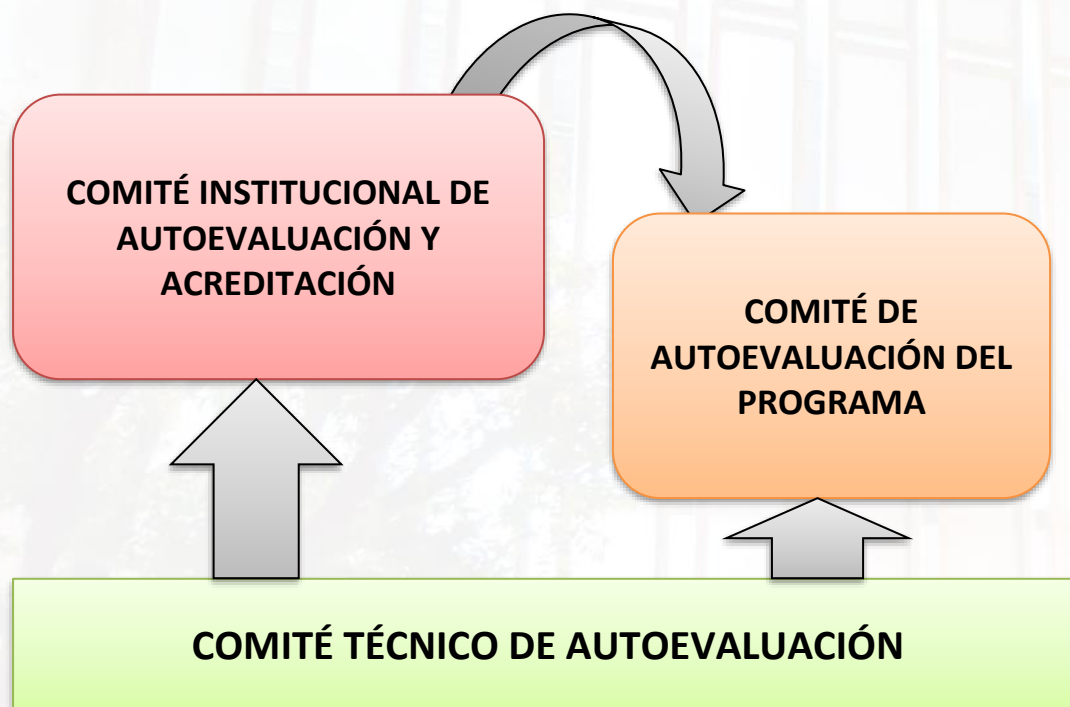 COMITÉ INSTITUCIONAL DE
AUTOEVALUACIÓN Y
ACREDITACIÓN
COMITÉ DE
AUTOEVALUACIÓN DEL
PROGRAMA
COMITÉ TÉCNICO DE AUTOEVALUACIÓN